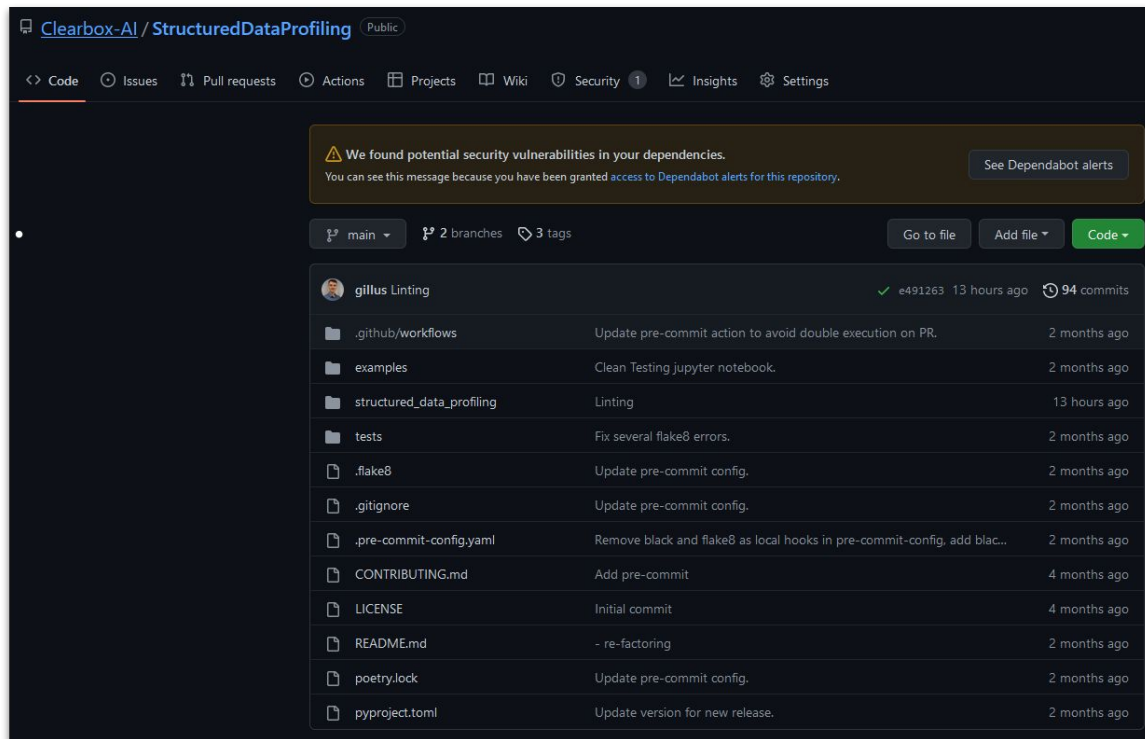 Clearbox-AI / StructuredDataProfiling Public
Code Issues Pull requests Actions Projects Wiki Security 1 Insights Settings
We found potential security vulnerabilities in your dependencies.
You can see this message because you have been granted access to Dependabot alerts for this repository.
See Dependabot alerts
main 2 branches 3 tags Go to file Add file Code
gillus Linting e491263 13 hours ago 94 commits
.github/workflows Update pre-commit action to avoid double execution on PR. 2 months ago
examples Clean Testing jupyter notebook. 2 months ago
structured_data_profiling Linting 13 hours ago
tests Fix several flake8 errors. 2 months ago
.flake8 Update pre-commit config. 2 months ago
.gitignore Update pre-commit config. 2 months ago
.pre-commit-config.yaml Remove black and flake8 as local hooks in pre-commit-config, add blac... 2 months ago
CONTRIBUTING.md Add pre-commit 4 months ago
LICENSE Initial commit 4 months ago
README.md - re-factoring 2 months ago
poetry.lock Update pre-commit config. 2 months ago
pyproject.toml Update version for new release. 2 months ago